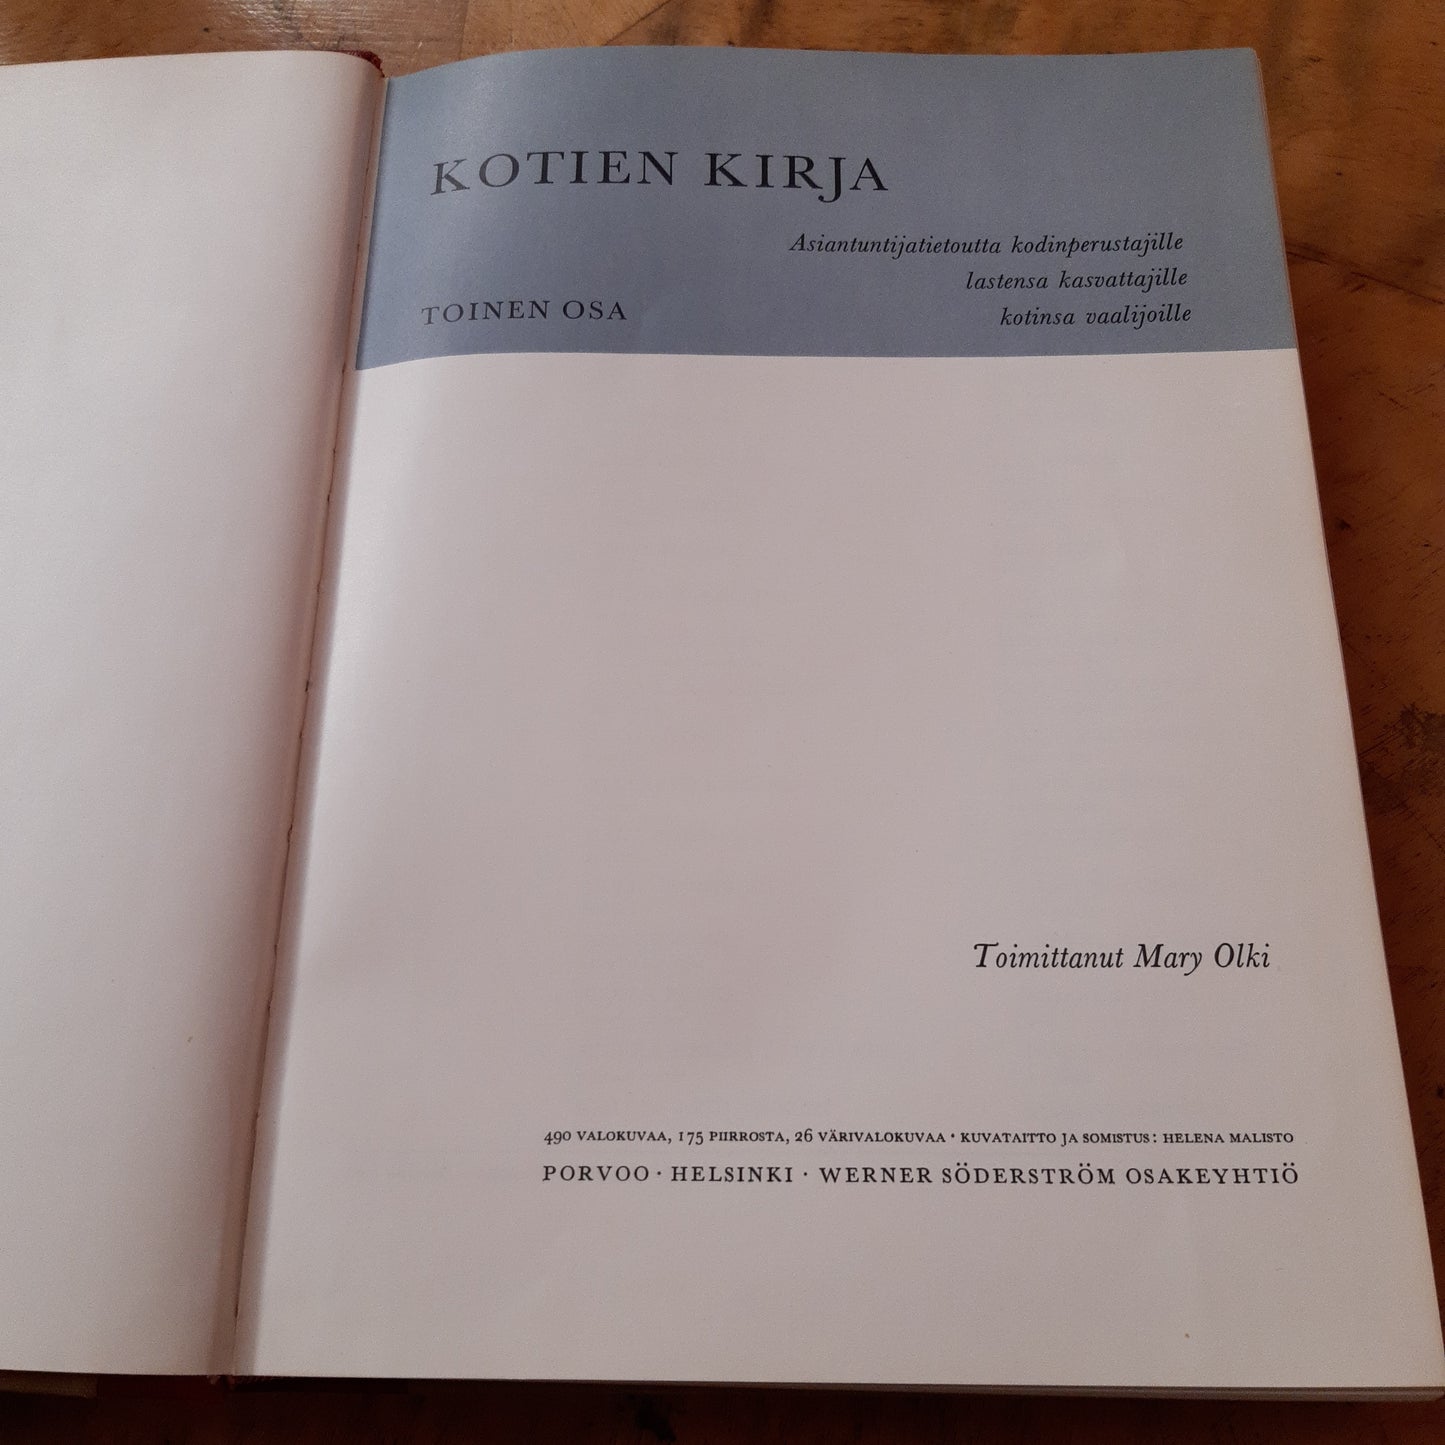 KOTIEN KIRJA
Asiantuntijatietoutta kodinperustajille
lastensa kasvattajille
TOINEN OSA
kotinsa vaalijoille
Toimittanut Mary Olki
490 VALOKUVAA, 175 PIIRROSTA, 26 VÄRIVALOKUVAA · KUVATAITTO JA SOMISTUS: HELENA MALISTO
PORVOO · HELSINKI · WERNER SÖDERSTRÖM OSAKEYHTIÖ